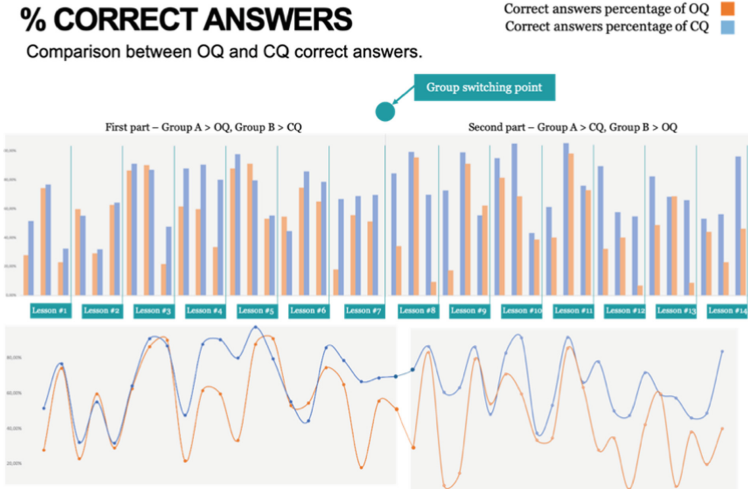 % CORRECT ANSWERS
Comparison between OQ and CQ correct answers.
Correct answers percentage of OQ
Correct answers percentage of CQ
Group switching point
First part – Group A > OQ, Group B > CQ
Second part – Group A > CQ, Group B > OQ
Lesson #1
Lesson #2
Lesson #3
Lesson #4
Lesson #5
Lesson #6
Lesson #7
Lesson #8
Lesson #9
Lesson #10
Lesson #11
Lesson #12
Lesson #13
Lesson #14
80,00%
60,00%
40,00%
20,00%